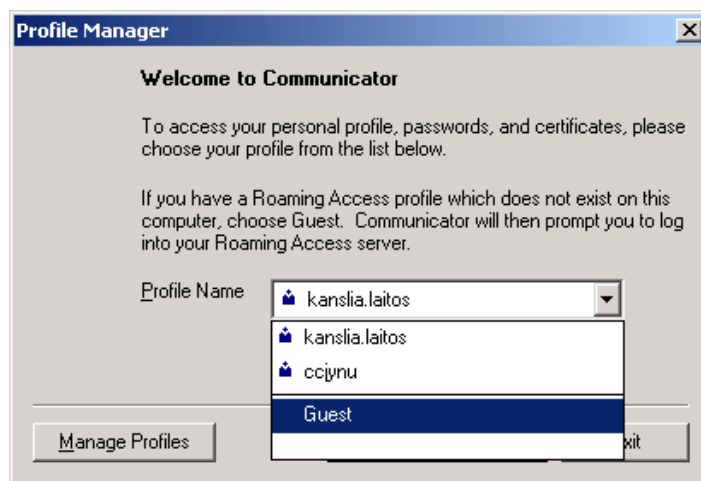 Profile Manager
Welcome to Communicator
To access your personal profile, passwords, and certificates, please
choose your profile from the list below.
If you have a Roaming Access profile which does not exist on this
computer, choose Guest. Communicator will then prompt you to log
into your Roaming Access server.
Profile Name kanslia.laitos
kanslia.laitos
ccjynu
Guest
Manage Profiles xit